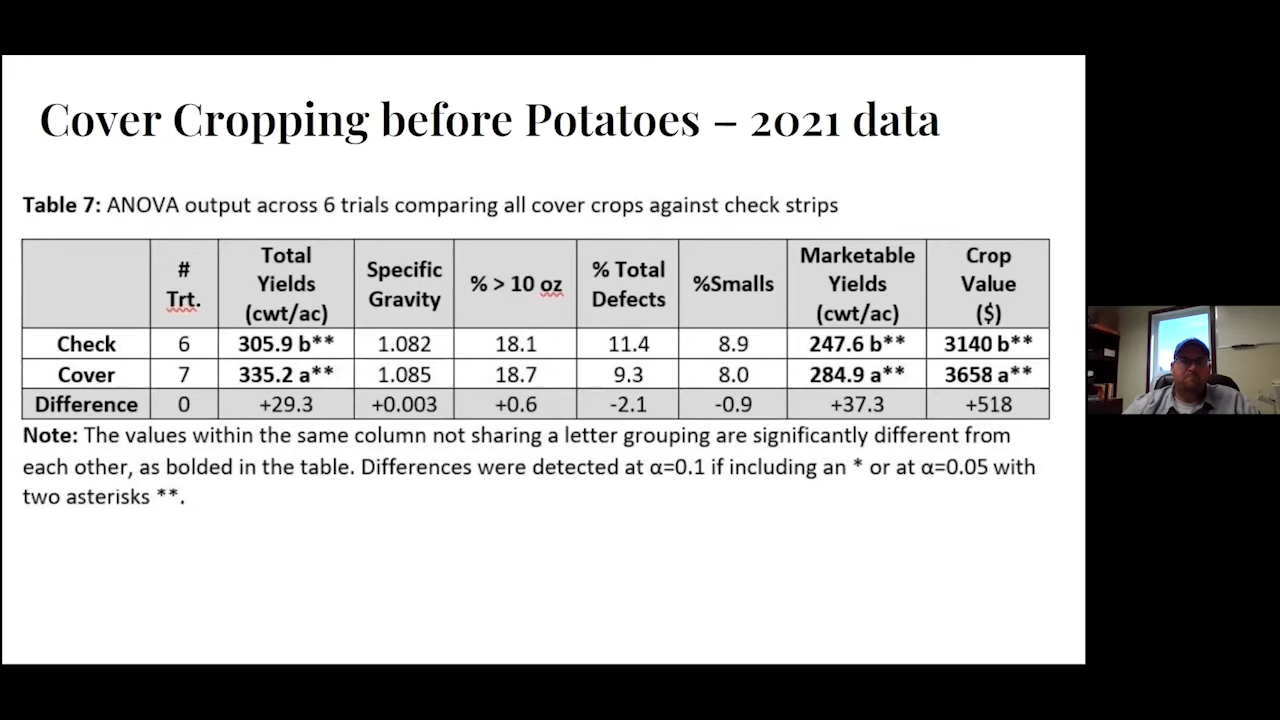 Cover Cropping before Potatoes – 2021 data
Table 7: ANOVA output across 6 trials comparing all cover crops against check strips
# Trt. Total Yields (cwt/ac) Specific Gravity % > 10 oz % Total Defects %Smalls Marketable Yields (cwt/ac) Crop Value ($)
Check 6 305.9 b** 1.082 18.1 11.4 8.9 247.6 b** 3140 b**
Cover 7 335.2 a** 1.085 18.7 9.3 8.0 284.9 a** 3658 a**
Difference 0 +29.3 +0.003 +0.6 -2.1 -0.9 +37.3 +518
Note: The values within the same column not sharing a letter grouping are significantly different from
each other, as bolded in the table. Differences were detected at α=0.1 if including an * or at α=0.05 with
two asterisks **.